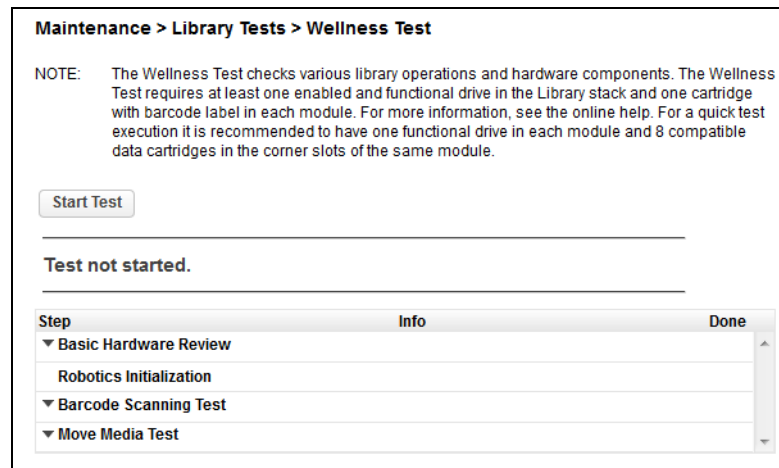 Maintenance > Library Tests > Wellness Test
NOTE: The Wellness Test checks various library operations and hardware components. The Wellness
Test requires at least one enabled and functional drive in the Library stack and one cartridge
with barcode label in each module. For more information, see the online help. For a quick test
execution it is recommended to have one functional drive in each module and 8 compatible
data cartridges in the corner slots of the same module.
Start Test
Test not started.
Step Info Done
Basic Hardware Review
Robotics Initialization
Barcode Scanning Test
Move Media Test